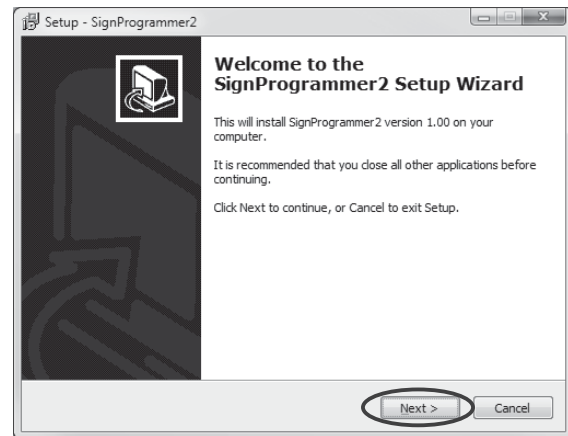 Setup - SignProgrammer2
Welcome to the
SignProgrammer2 Setup Wizard
This will install SignProgrammer2 version 1.00 on your
computer.
It is recommended that you close all other applications before
continuing.
Click Next to continue, or Cancel to exit Setup.
Next >
Cancel